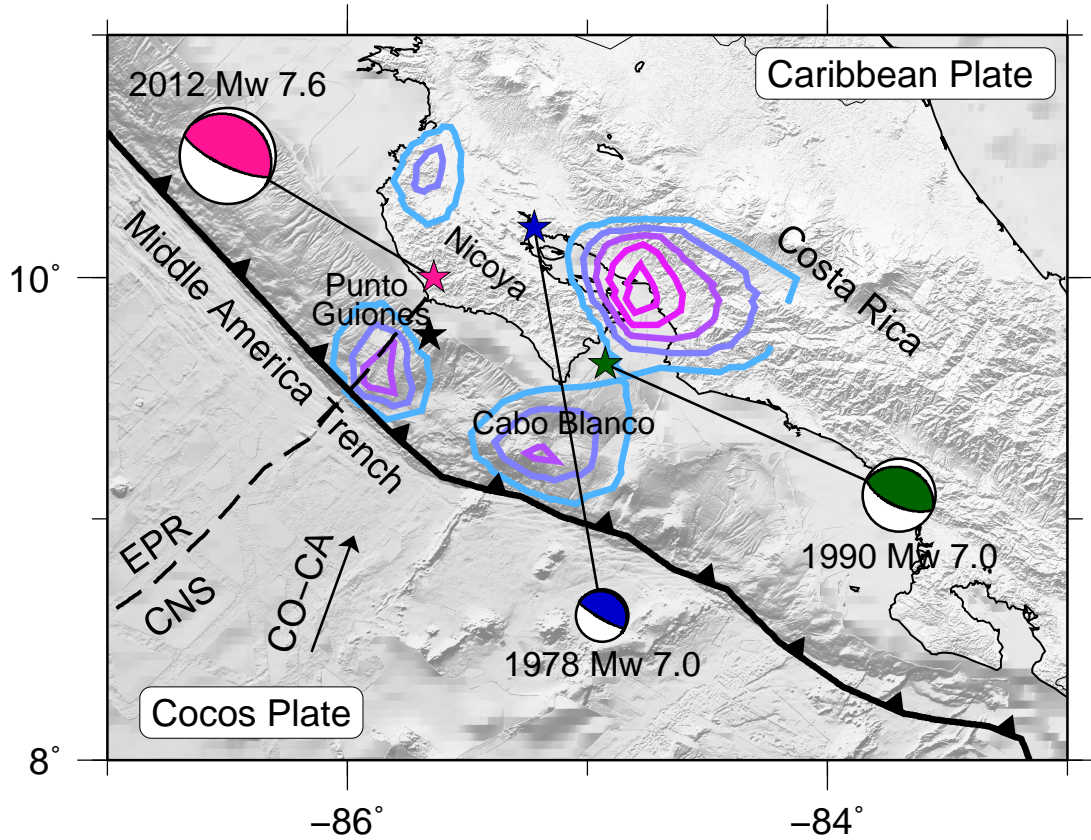 2012 Mw 7.6
Caribbean Plate
Middle America Trench
Nicoya
Costa Rica
10°
Punto
Guiones
Cabo Blanco
EPR
CNS
CO−CA
1990 Mw 7.0
1978 Mw 7.0
Cocos Plate
8°
−86°
−84°